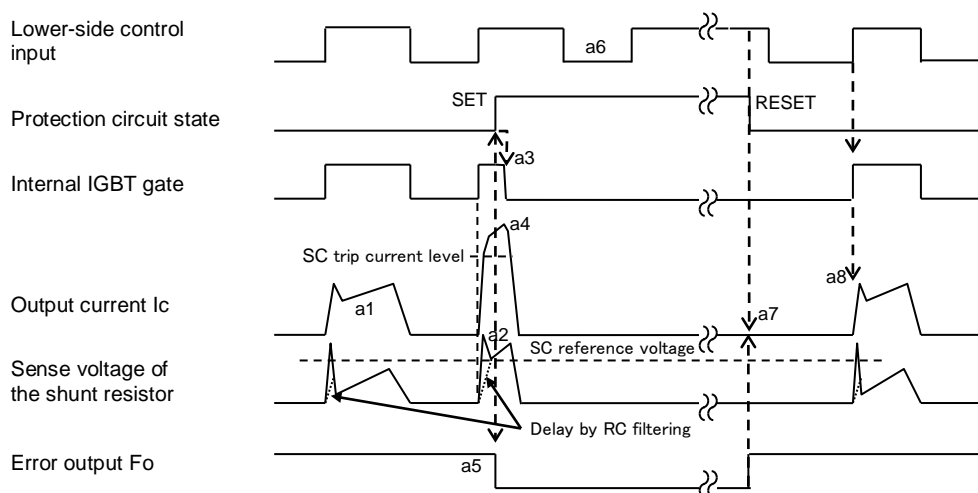 Lower-side control
input
a6
SET
RESET
Protection circuit state
a3
Internal IGBT gate
a4
SC trip current level
a8
Output current Ic
a1
a7
a2
SC reference voltage
Sense voltage of
the shunt resistor
Delay by RC filtering
Error output Fo
a5